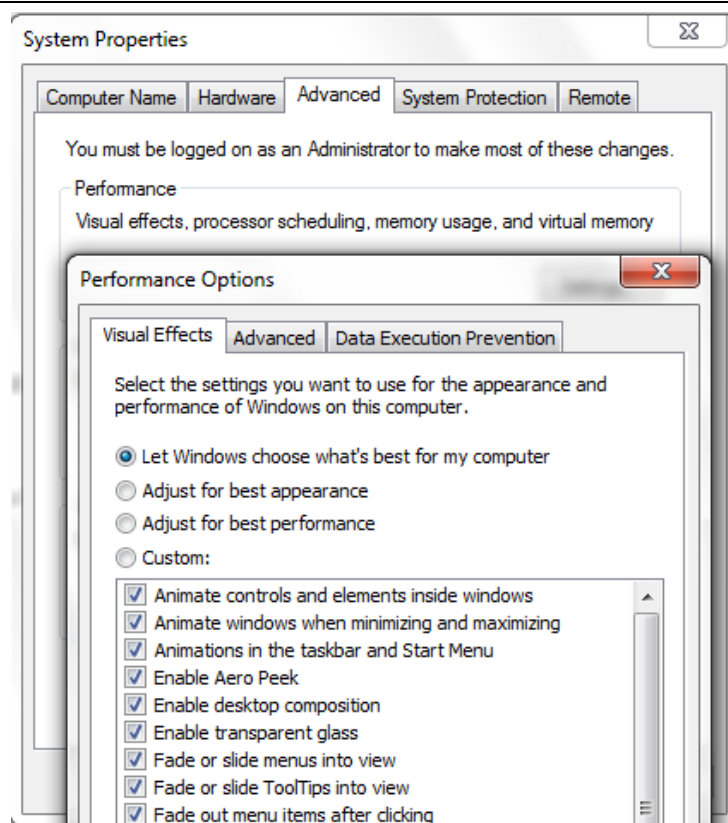 System Properties
Computer Name Hardware Advanced System Protection Remote
You must be logged on as an Administrator to make most of these changes.
Performance
Visual effects, processor scheduling, memory usage, and virtual memory
Performance Options
Visual Effects Advanced Data Execution Prevention
Select the settings you want to use for the appearance and
performance of Windows on this computer.
Let Windows choose what's best for my computer
Adjust for best appearance
Adjust for best performance
Custom:
Animate controls and elements inside windows
Animate windows when minimizing and maximizing
Animations in the taskbar and Start Menu
Enable Aero Peek
Enable desktop composition
Enable transparent glass
Fade or slide menus into view
Fade or slide ToolTips into view
Fade out menu items after clicking